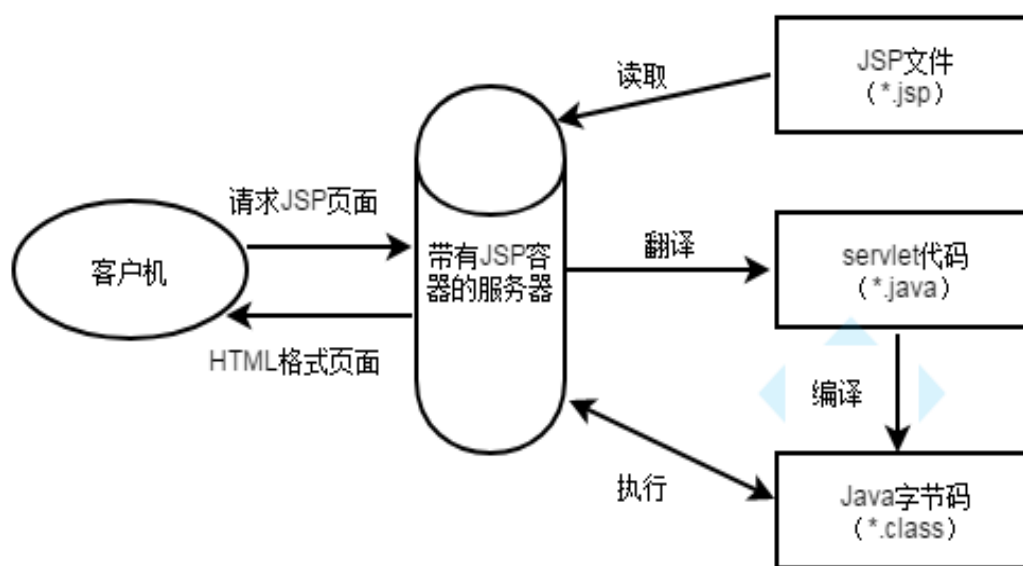 JSP文件
（*.jsp）
读取
请求JSP页面
客户机
HTML格式页面
带有JSP容
器的服务器
翻译
servlet代码
（*.java）
编译
执行
Java字节码
（*.class）